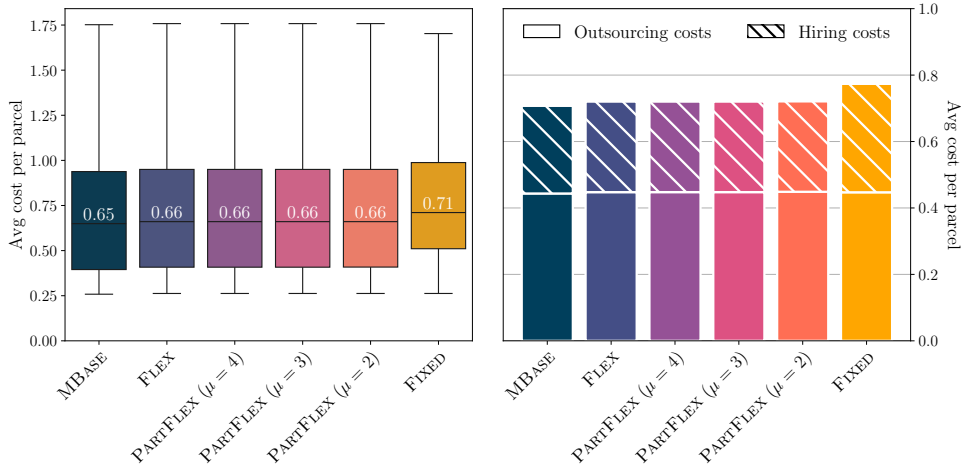 Avg cost per parcel
1.75
1.50
1.25
1.00
0.75
0.50
0.25
0.00
0.65
0.66
0.66
0.66
0.66
0.71
MBASE
FLEX
PARTFLEX (μ = 4)
PARTFLEX (μ = 3)
PARTFLEX (μ = 2)
FIXED
Outsourcing costs
Hiring costs
1.0
0.8
0.6
0.4
0.2
0.0
Avg cost per parcel
MBASE
FLEX
PARTFLEX (μ = 4)
PARTFLEX (μ = 3)
PARTFLEX (μ = 2)
FIXED